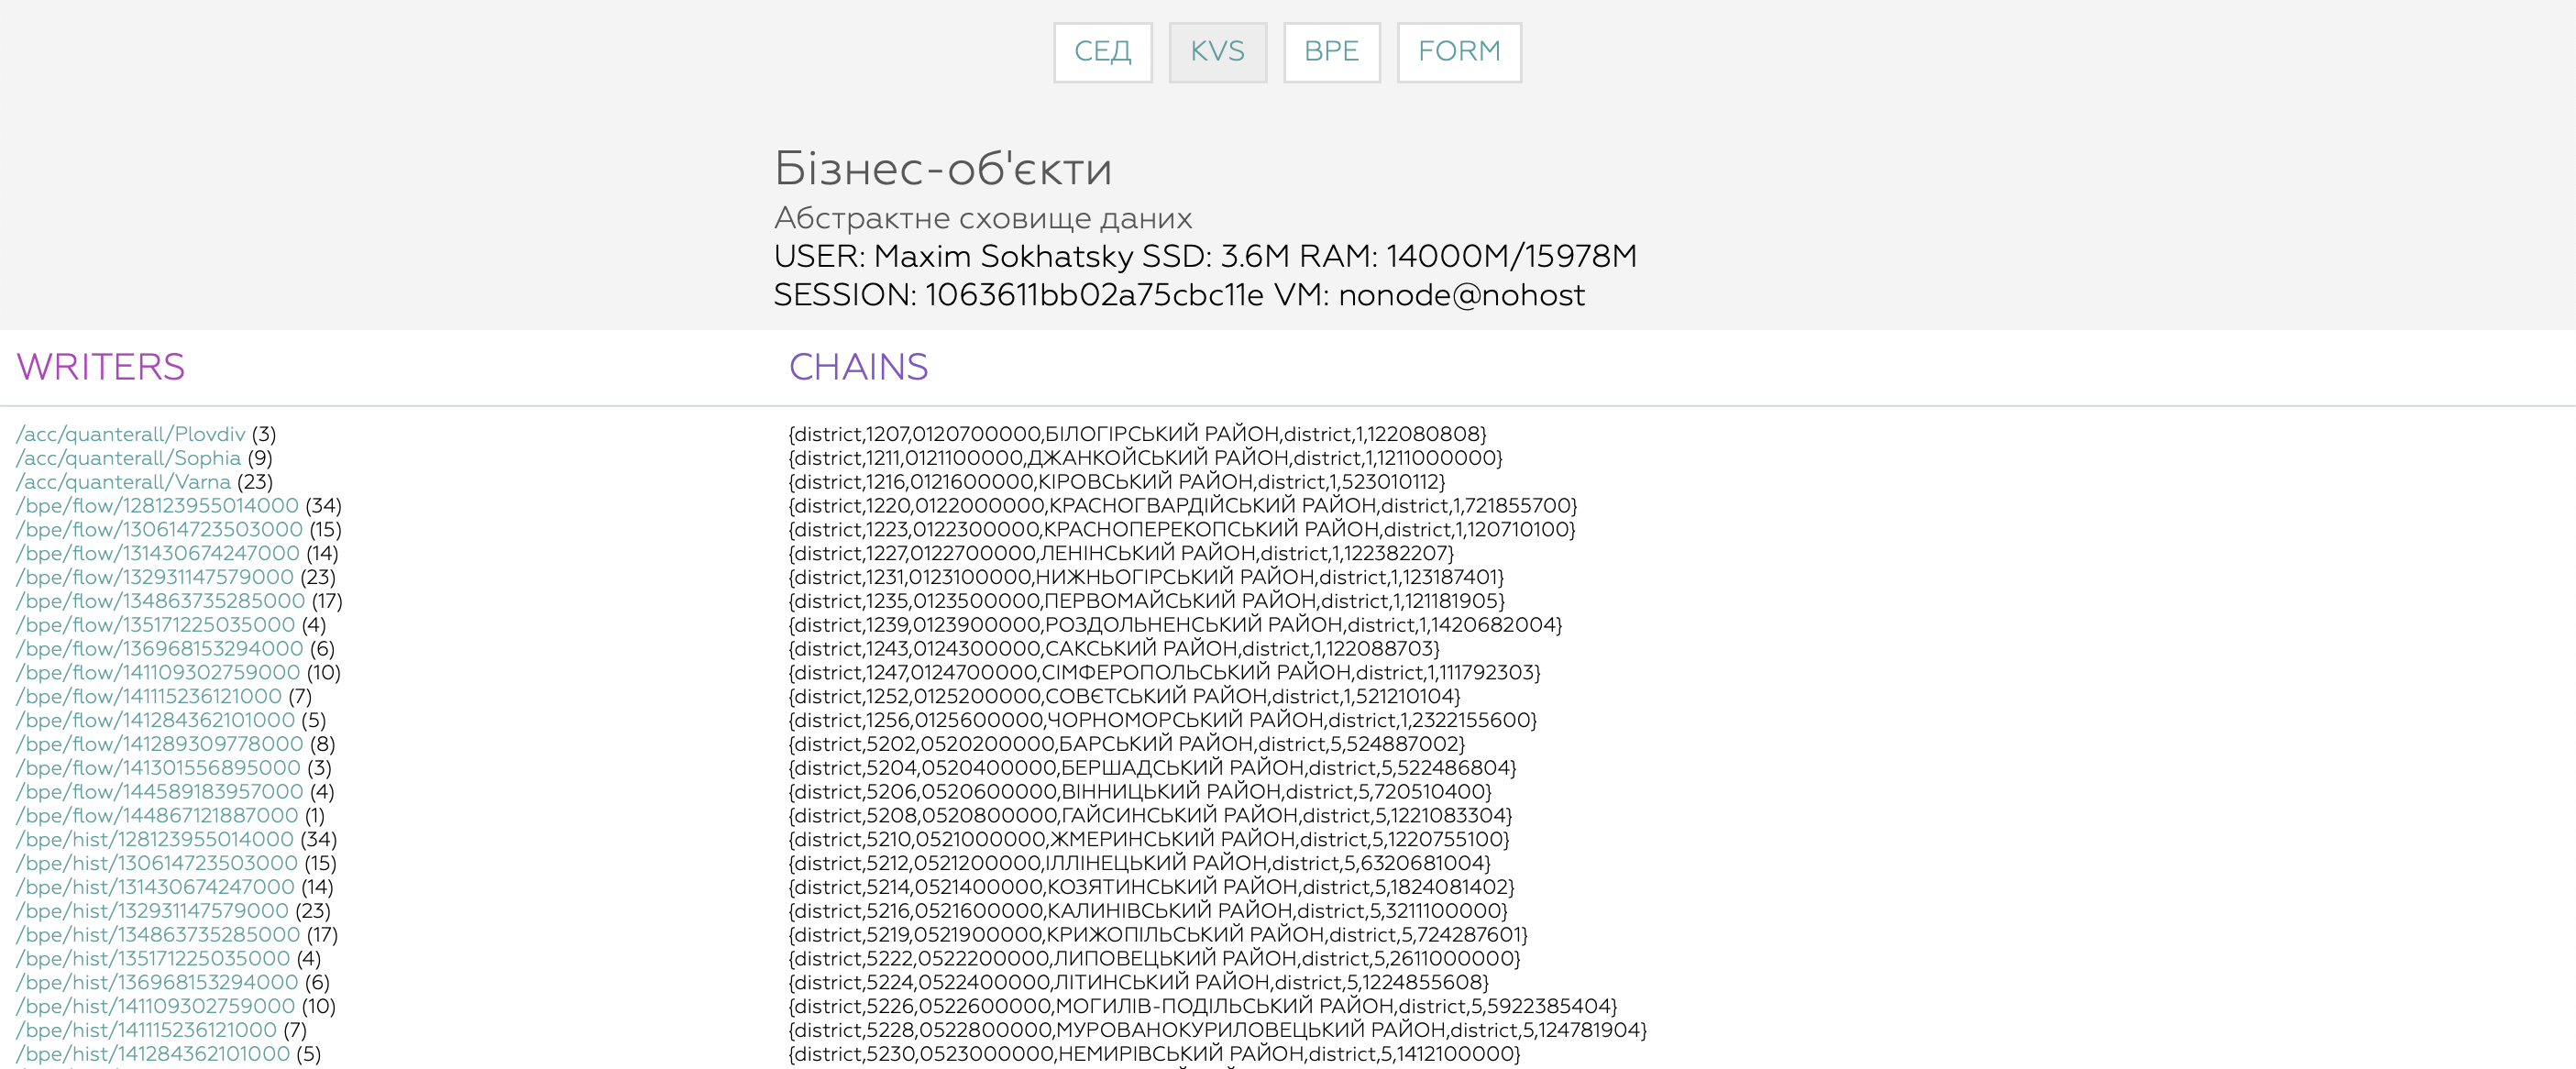 СЕД KVS BPE FORM
Бізнес-об'єкти
Абстрактне сховище даних
USER: Maxim Sokhatsky SSD: 3.6M RAM: 14000M/15978M
SESSION: 1063611bb02a75cbc11e VM: nonode@nohost
WRITERS
/acc/quanterall/Plovdiv (3)
/acc/quanterall/Sophia (9)
/acc/quanterall/Varna (23)
/bpe/flow/128123955014000 (34)
/bpe/flow/130614723503000 (15)
/bpe/flow/131430674247000 (14)
/bpe/flow/132931147579000 (23)
/bpe/flow/134863735285000 (17)
/bpe/flow/135171225035000 (4)
/bpe/flow/136968153294000 (6)
/bpe/flow/141109302759000 (10)
/bpe/flow/141115236121000 (7)
/bpe/flow/141284362101000 (5)
/bpe/flow/141289309778000 (8)
/bpe/flow/141301556895000 (3)
/bpe/flow/144589183957000 (4)
/bpe/flow/144867121887000 (1)
/bpe/hist/128123955014000 (34)
/bpe/hist/130614723503000 (15)
/bpe/hist/131430674247000 (14)
/bpe/hist/132931147579000 (23)
/bpe/hist/134863735285000 (17)
/bpe/hist/135171225035000 (4)
/bpe/hist/136968153294000 (6)
/bpe/hist/141109302759000 (10)
/bpe/hist/141115236121000 (7)
/bpe/hist/141284362101000 (5)
CHAINS
{district,1207,0120700000,БІЛОГІРСЬКИЙ РАЙОН,district,1,122080808}
{district,1211,0121100000,ДЖАНКОЙСЬКИЙ РАЙОН,district,1,1211000000}
{district,1216,0121600000,КІРОВСЬКИЙ РАЙОН,district,1,523010112}
{district,1220,0122000000,КРАСНОГВАРДІЙСЬКИЙ РАЙОН,district,1,721855700}
{district,1223,0122300000,КРАСНОПЕРЕКОПСЬКИЙ РАЙОН,district,1,120710100}
{district,1227,0122700000,ЛЕНІНСЬКИЙ РАЙОН,district,1,122382207}
{district,1231,0123100000,НИЖНЬОГІРСЬКИЙ РАЙОН,district,1,123187401}
{district,1235,0123500000,ПЕРВОМАЙСЬКИЙ РАЙОН,district,1,121181905}
{district,1239,0123900000,РОЗДОЛЬНЕНСЬКИЙ РАЙОН,district,1,1420682004}
{district,1243,0124300000,САКСЬКИЙ РАЙОН,district,1,122088703}
{district,1247,0124700000,СІМФЕРОПОЛЬСЬКИЙ РАЙОН,district,1,111792303}
{district,1252,0125200000,СОВЄТСЬКИЙ РАЙОН,district,1,521210104}
{district,1256,0125600000,ЧОРНОМОРСЬКИЙ РАЙОН,district,1,2322155600}
{district,5202,0520200000,БАРСЬКИЙ РАЙОН,district,5,524887002}
{district,5204,0520400000,БЕРШАДСЬКИЙ РАЙОН,district,5,522486804}
{district,5206,0520600000,ВІННИЦЬКИЙ РАЙОН,district,5,720510400}
{district,5208,0520800000,ГАЙСИНСЬКИЙ РАЙОН,district,5,1221083304}
{district,5210,0521000000,ЖМЕРИНСЬКИЙ РАЙОН,district,5,1220755100}
{district,5212,0521200000,ІЛЛІНЕЦЬКИЙ РАЙОН,district,5,6320681004}
{district,5214,0521400000,КОЗЯТИНСЬКИЙ РАЙОН,district,5,1824081402}
{district,5216,0521600000,КАЛИНІВСЬКИЙ РАЙОН,district,5,3211100000}
{district,5219,0521900000,КРИЖОПІЛЬСЬКИЙ РАЙОН,district,5,724287601}
{district,5222,0522200000,ЛИПОВЕЦЬКИЙ РАЙОН,district,5,2611000000}
{district,5224,0522400000,ЛІТИНСЬКИЙ РАЙОН,district,5,1224855608}
{district,5226,0522600000,МОГИЛІВ-ПОДІЛЬСЬКИЙ РАЙОН,district,5,5922385404}
{district,5228,0522800000,МУРОВАНОКУРИЛОВЕЦЬКИЙ РАЙОН,district,5,124781904}
{district,5230,0523000000,НЕМИРІВСЬКИЙ РАЙОН,district,5,1412100000}